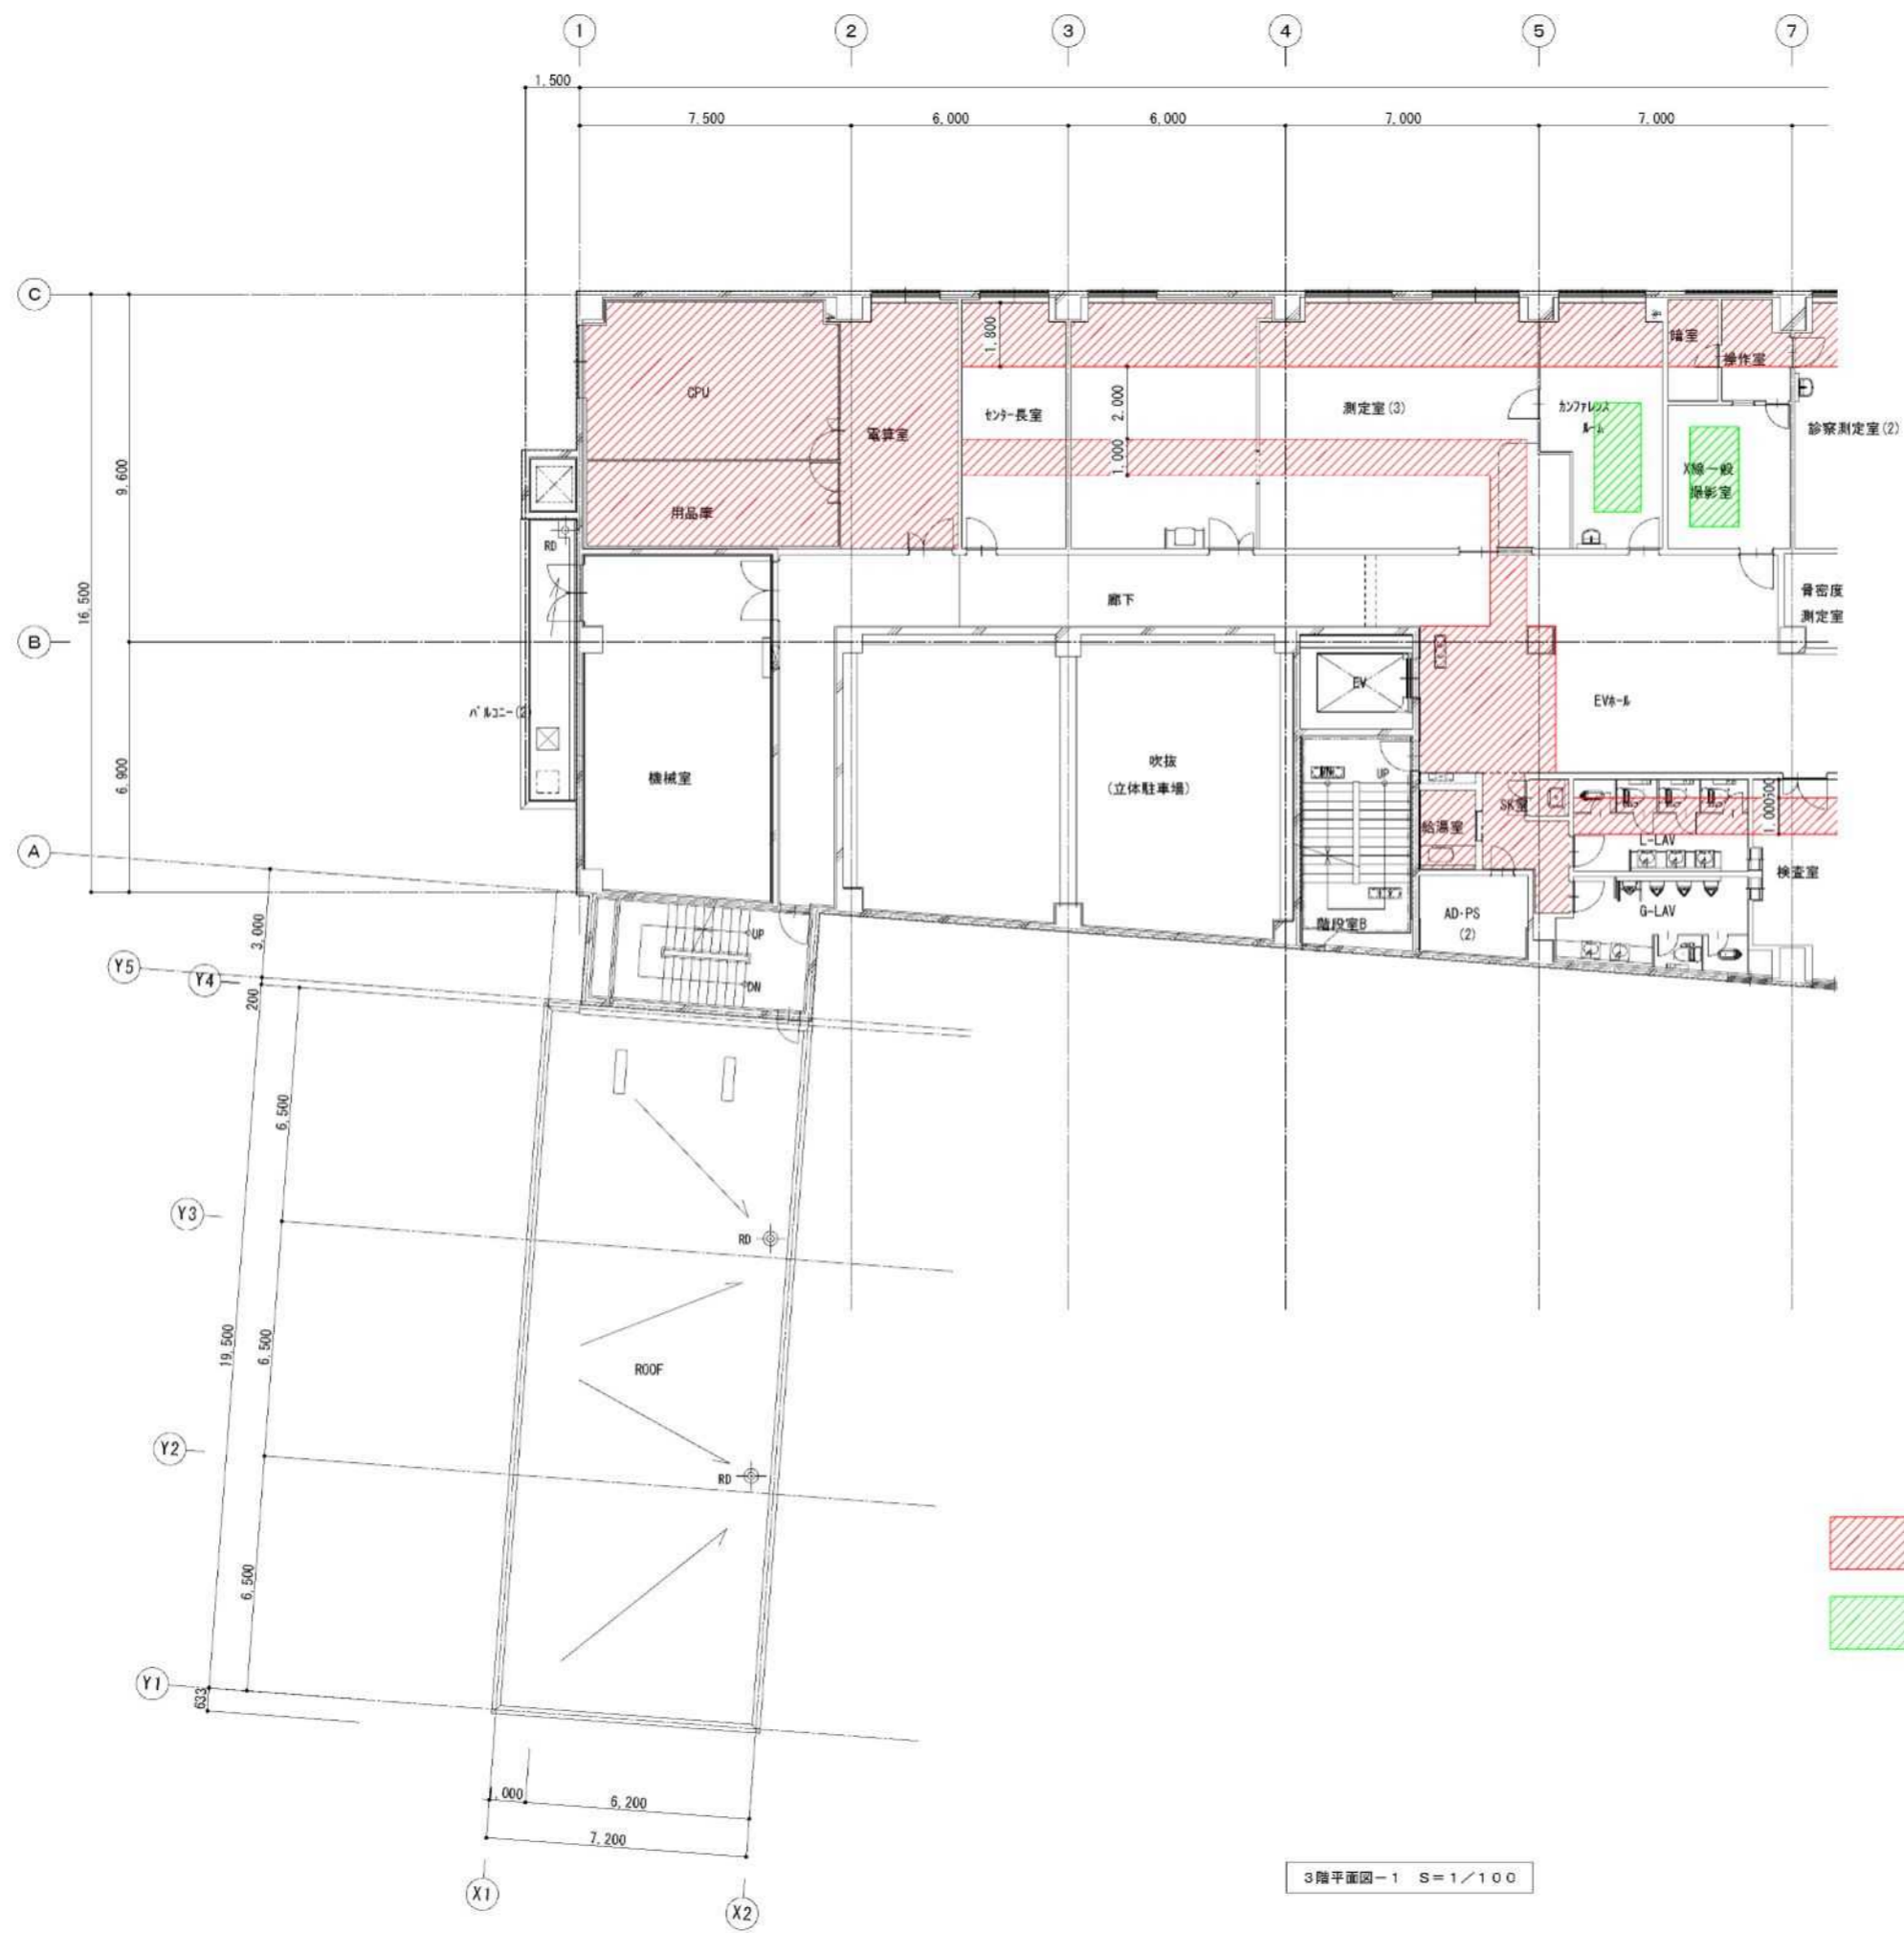 1
2
3
4
5
7
1,500
7.500
6,000
6,000
7,000
7,000
C
1,800
暗室
操作室
CPU
電算室
センター長室
2,000
測定室(3)
カンファレンス
ルーム
診察測定室(2)
9,600
1,000
X線一般
撮影室
用品庫
RD
16,500
廊下
骨密度
測定室
B
EV
EVホール
バルコニー(2)
機械室
吹抜
(立体駐車場)
6,900
DN
UP
SK室
給湯室
1,000
L-LAV
A
検査室
3,000
UP
階段室B
AD·PS
(2)
G-LAV
Y5
Y4
200
DN
6,500
Y3
RD
19,500
6,500
ROOF
Y2
RD
6,500
Y1
633
1,000
6,200
7,200
X1
X2
3階平面図-1 S=1/100